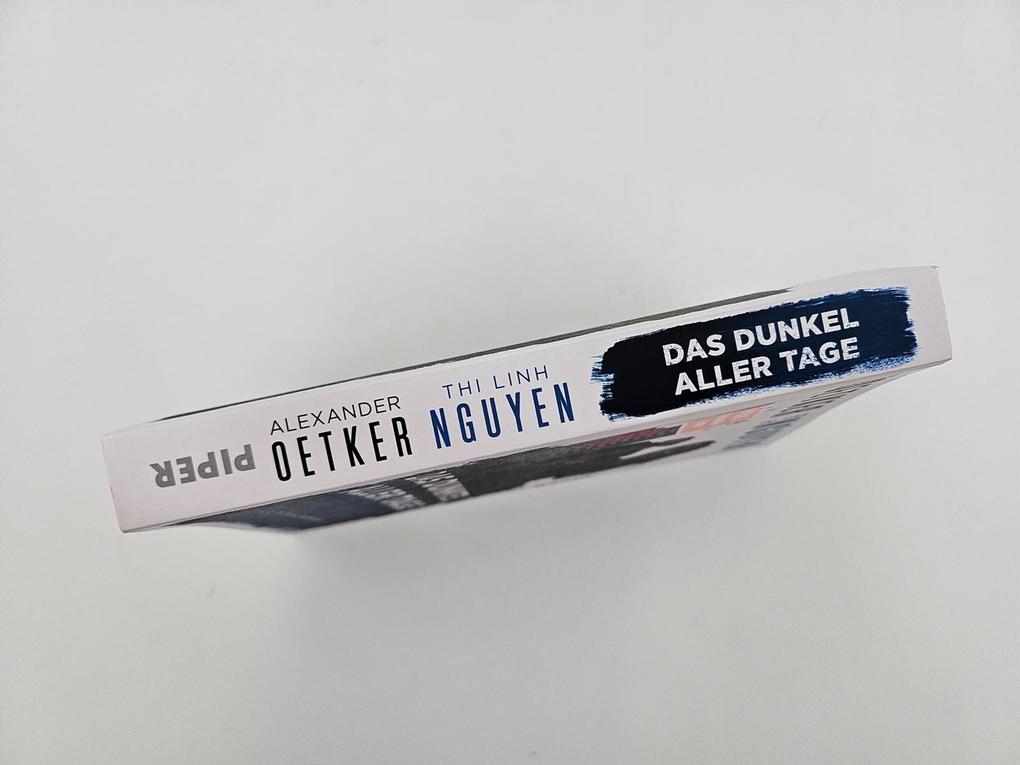 PIPER
ALEXANDER
OETKER
THI LINH
NGUYEN
DAS DUNKEL
ALLER TAGE